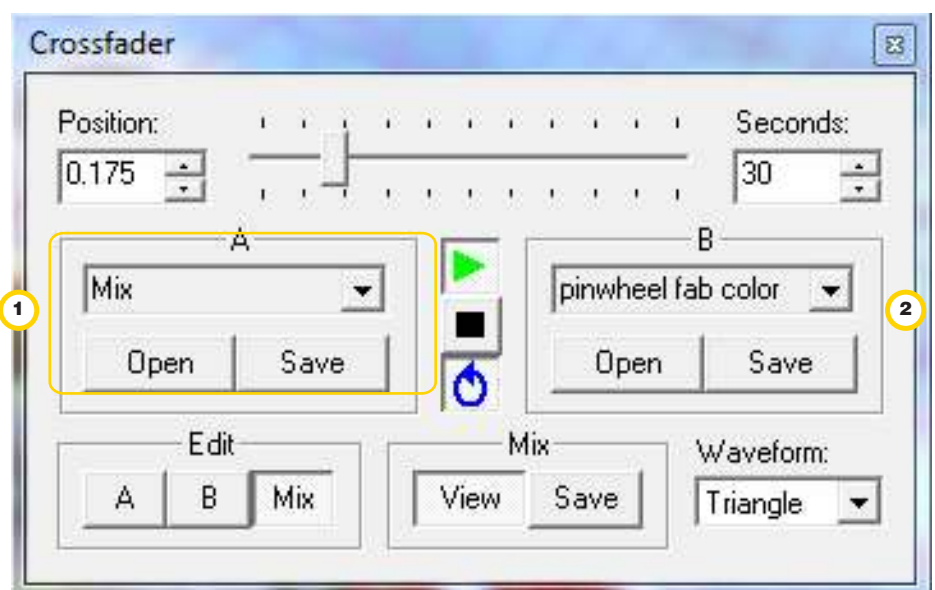 Crossfader
Position:
Seconds:
0.175
30
A
B
Mix
pinwheel fab color
1
2
Open Save
Open Save
Edit
Mix
Waveform:
A B Mix
View Save
Triangle